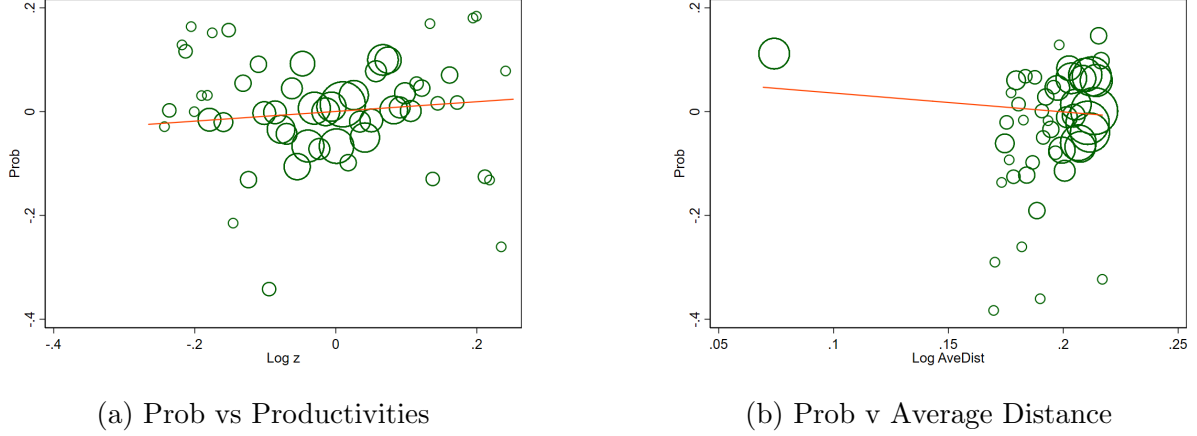 .2
0
-.2
-.4
Prob
-.4
-.2
0
.2
Log z
(a) Prob vs Productivities
.2
0
-.2
-.4
Prob
.05
.1
.15
.2
.25
Log AveDist
(b) Prob v Average Distance